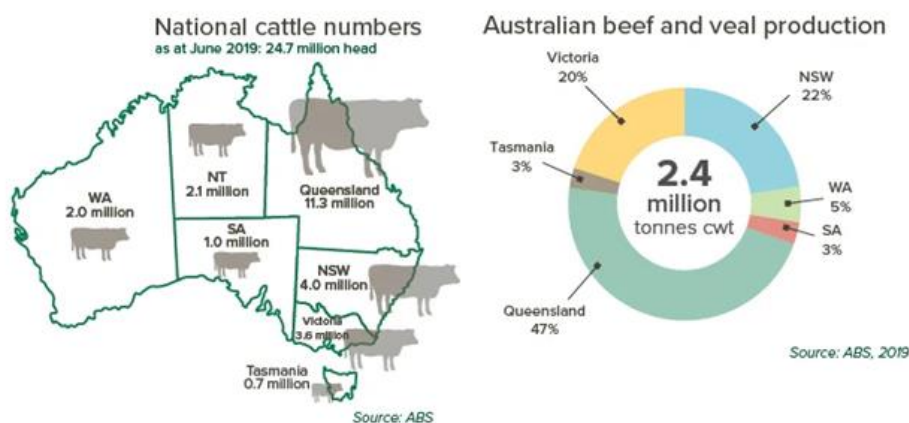 National cattle numbers
as at June 2019: 24.7 million head
WA
2.0 million
NT
2.1 million
Queensland
11.3 million
SA
1.0 million
NSW
4.0 million
Victoria
3.6 million
Tasmania
0.7 million
Source: ABS
Australian beef and veal production
Victoria
20%
NSW
22%
Tasmania
3%
WA
5%
SA
3%
2.4
million
tonnes cwt
Queensland
47%
Source: ABS, 2019